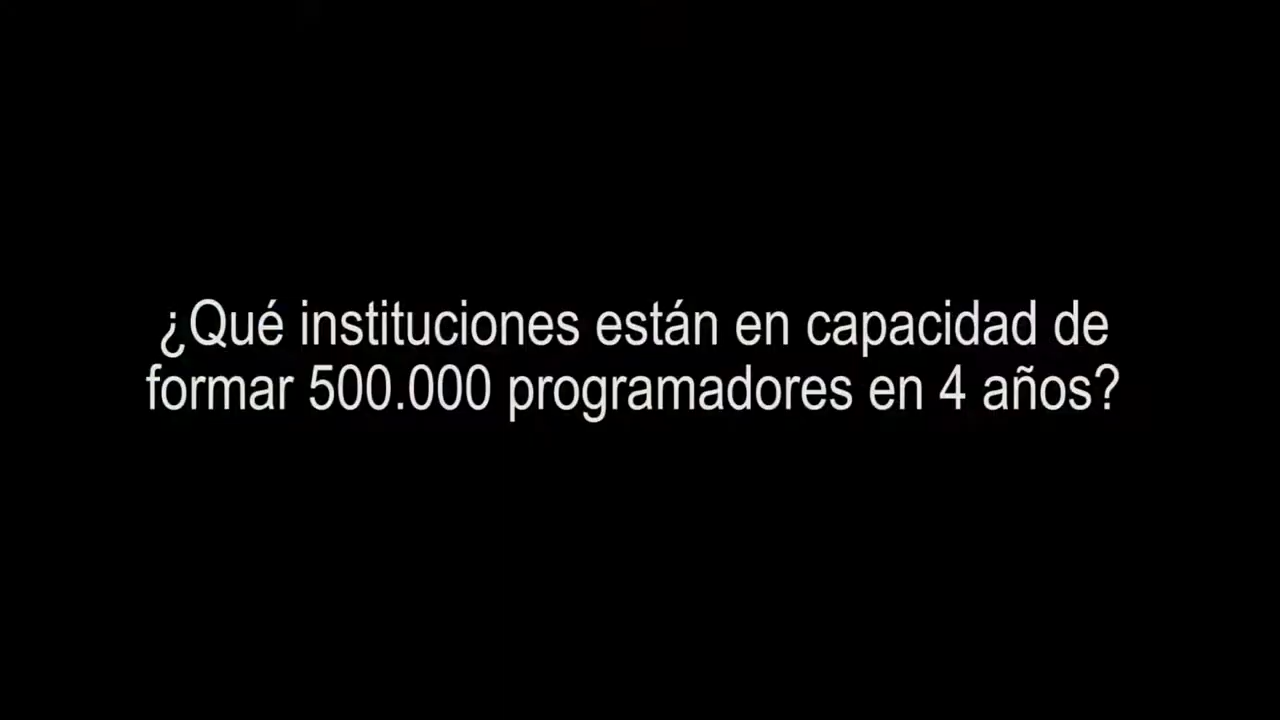 ¿Qué instituciones están en capacidad de
formar 500.000 programadores en 4 años?